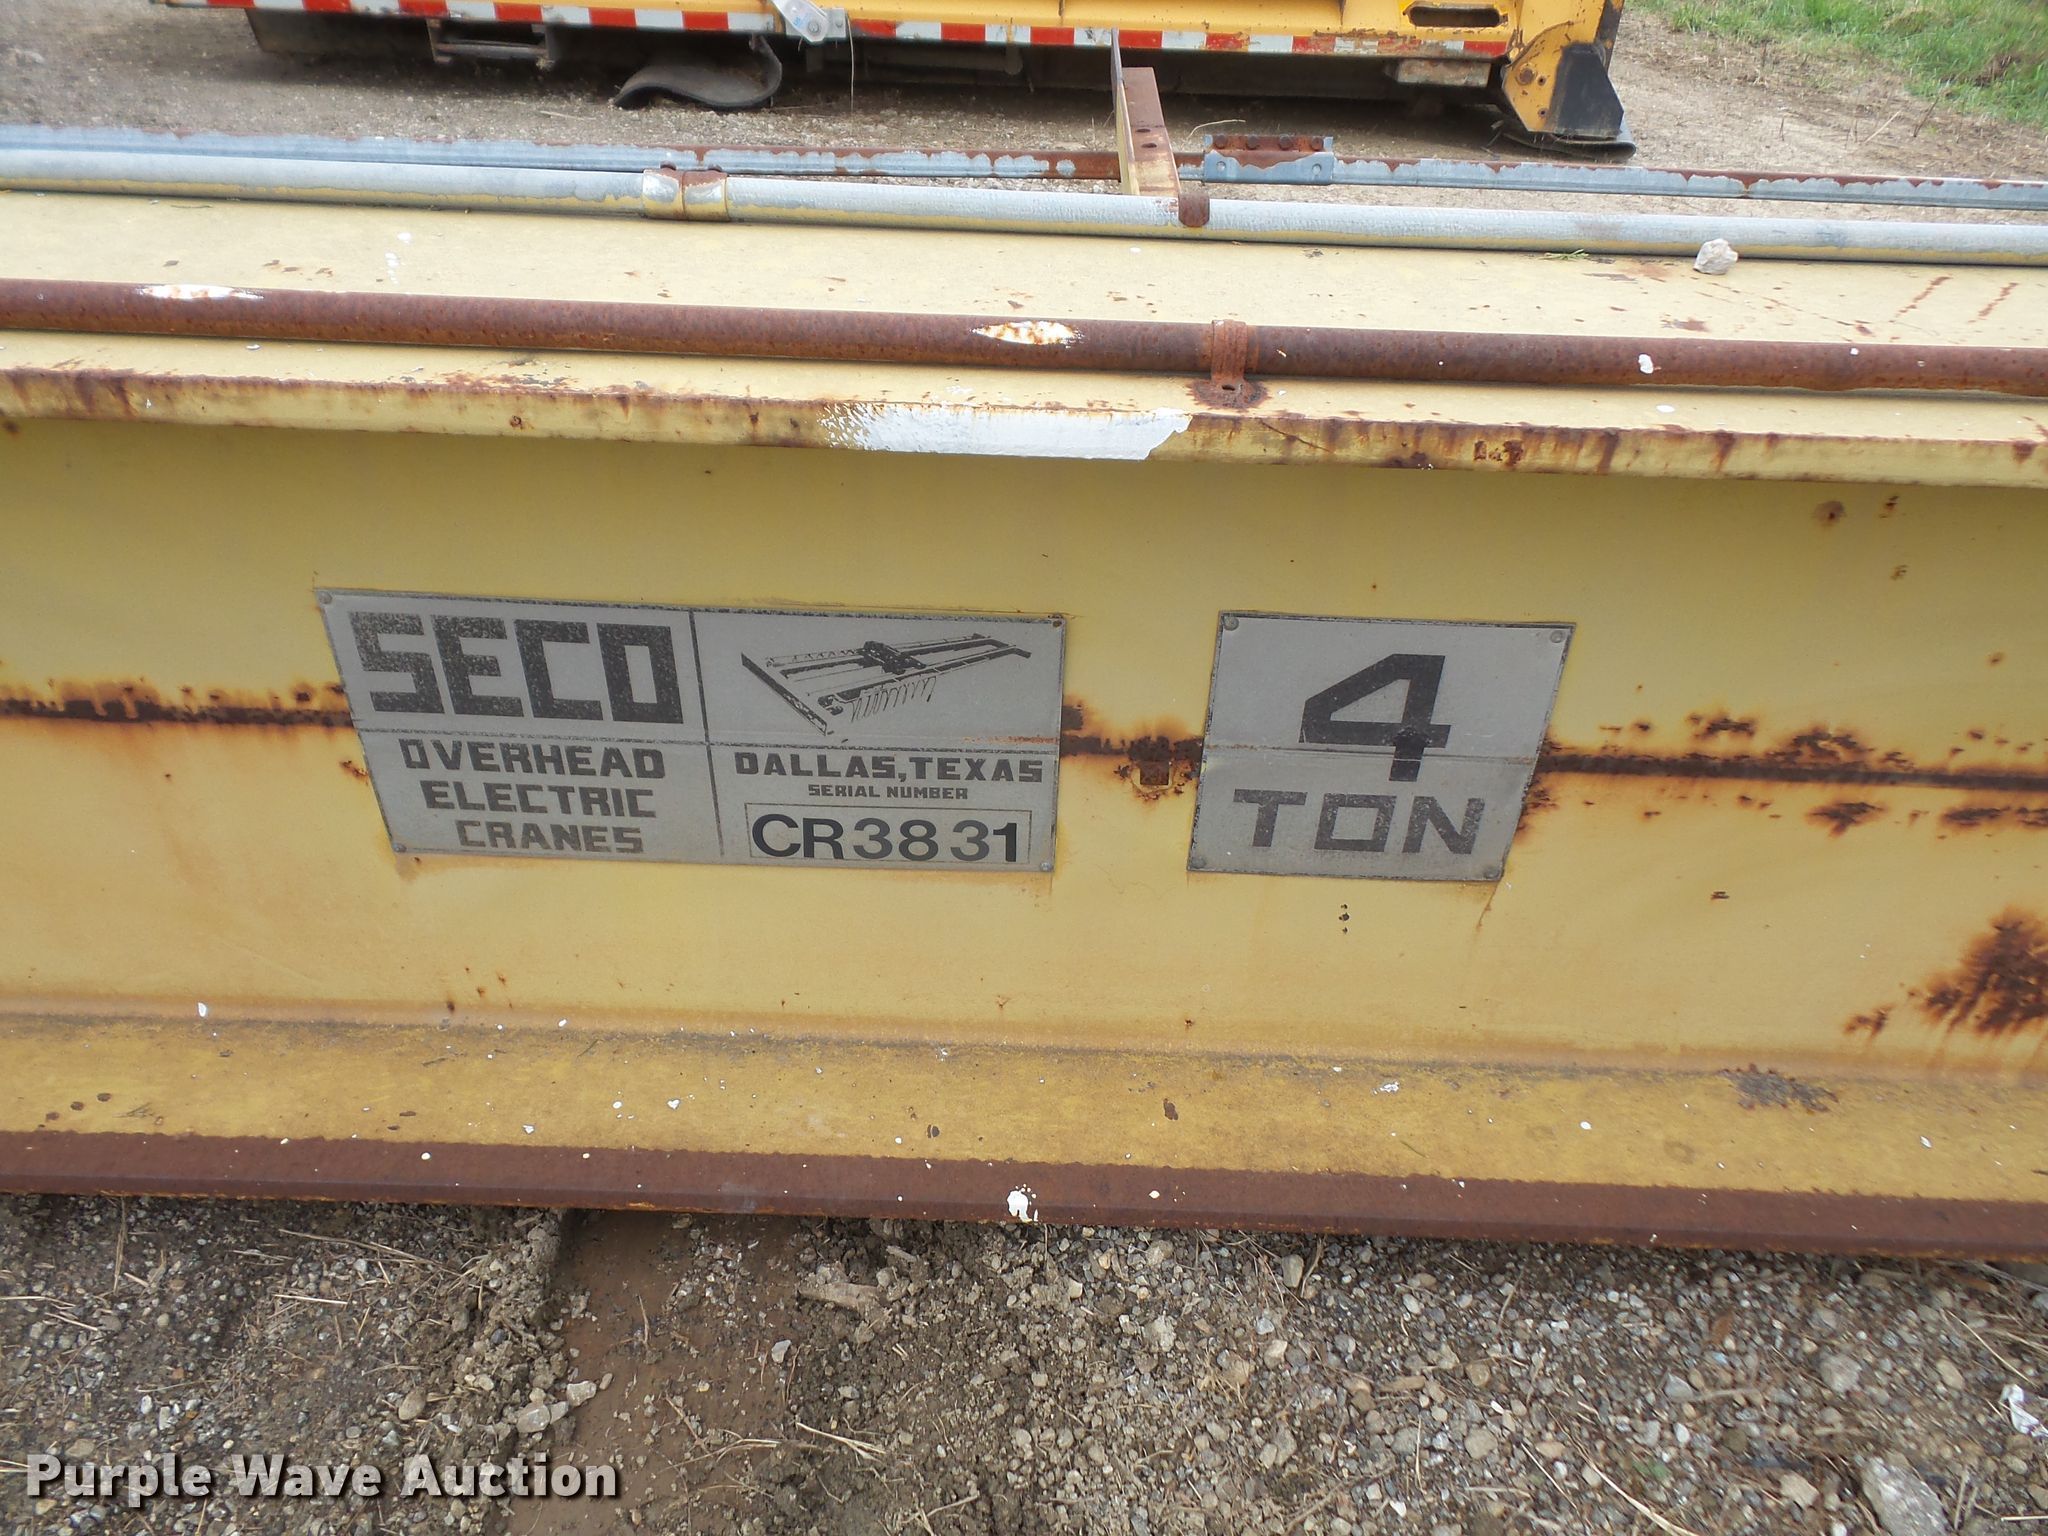 SECO
OVERHEAD
ELECTRIC
CRANES
DALLAS, TEXAS
SERIAL NUMBER
CR3831
4
TON
Purple Wave Auction